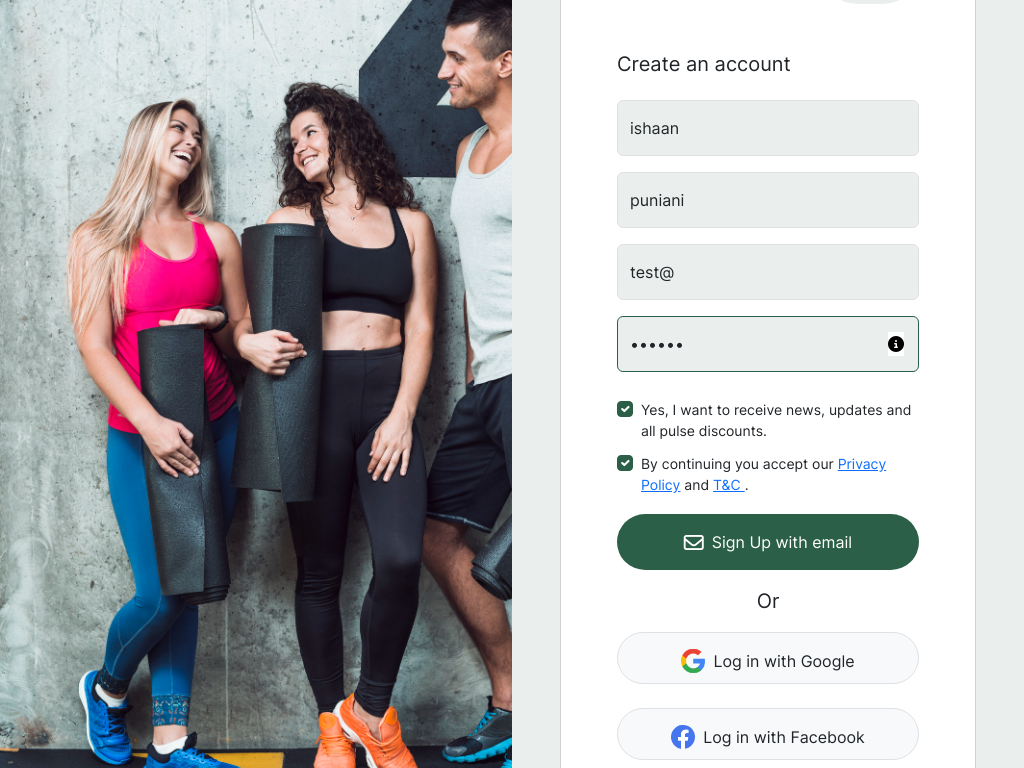 Create an account
ishaan
puniani
test@
••••••
Yes, I want to receive news, updates and
all pulse discounts.
By continuing you accept our Privacy
Policy and T&C .
Sign Up with email
Or
Log in with Google
Log in with Facebook